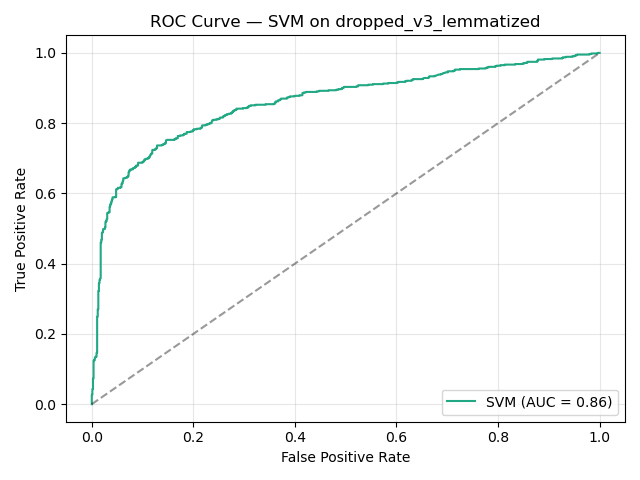 ROC Curve — SVM on dropped_v3_lemmatized
1.0
0.8
0.6
0.4
0.2
0.0
True Positive Rate
SVM (AUC = 0.86)
0.0 0.2 0.4 0.6 0.8 1.0
False Positive Rate